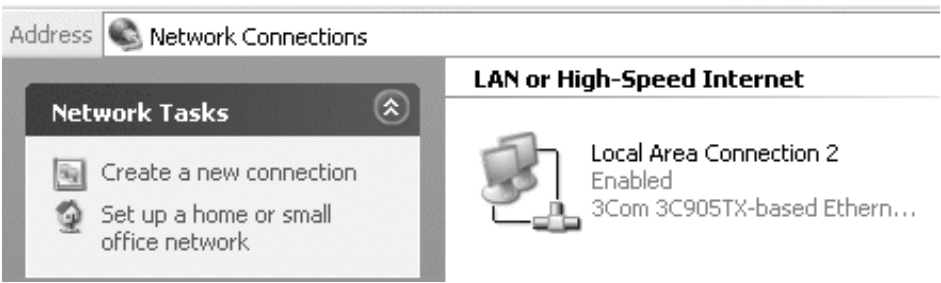 Address Network Connections
LAN or High-Speed Internet
Network Tasks
Create a new connection
Set up a home or small
office network
Local Area Connection 2
Enabled
3Com 3C905TX-based Ethern...